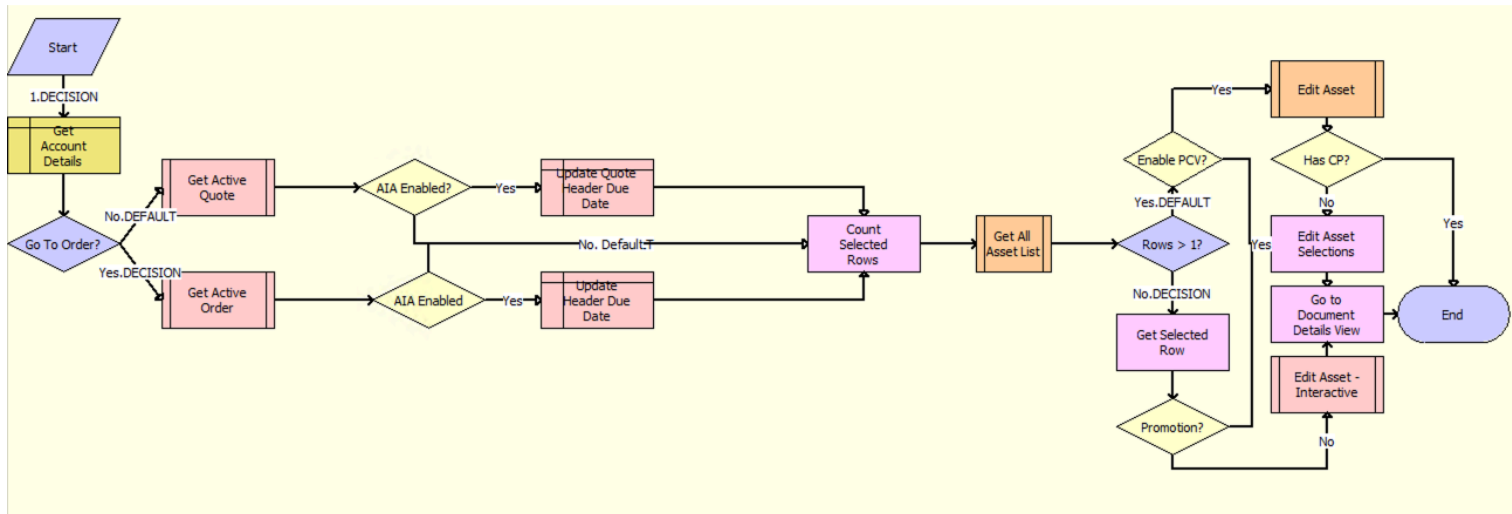 Start
1.DECISION
Get
Account
Details
Go To Order?
No.DEFAULT
Yes.DECISION
Get Active
Quote
Get Active
Order
AIA Enabled?
Yes
Update Quote
Header Due
Date
No. Default.T
AIA Enabled
Yes
Update
Header Due
Date
Count
Selected
Rows
Get All
Asset List
Rows > 1?
Yes.DEFAULT
Enable PCV?
Yes
No.DECISION
Get Selected
Row
Promotion?
Yes
No
Edit Asset
Has CP?
No
Yes
Edit Asset
Selections
Go to
Document
Details View
Edit Asset -
Interactive
End